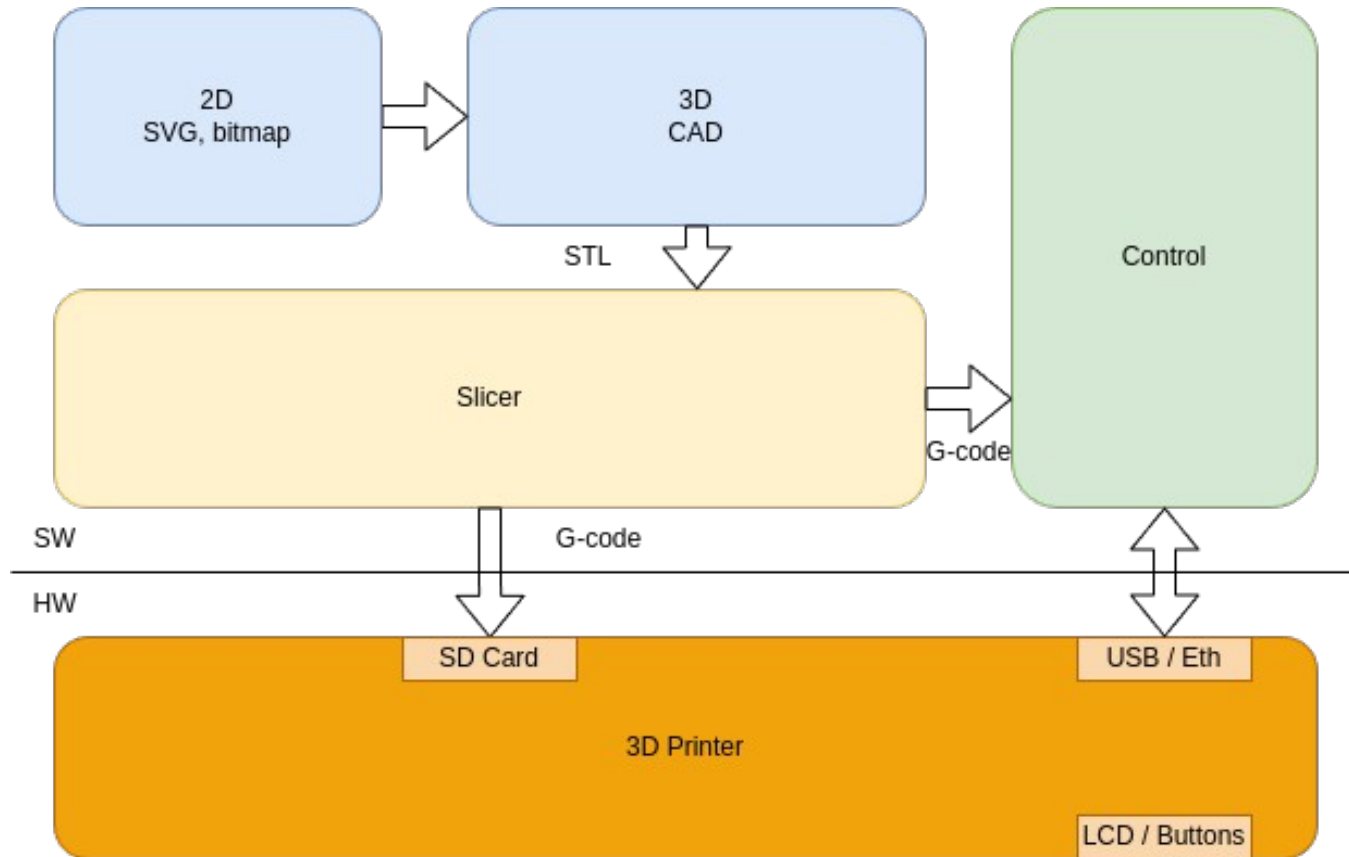 2D
SVG, bitmap
3D
CAD
Control
STL
Slicer
G-code
SW
G-code
HW
SD Card
USB / Eth
3D Printer
LCD / Buttons